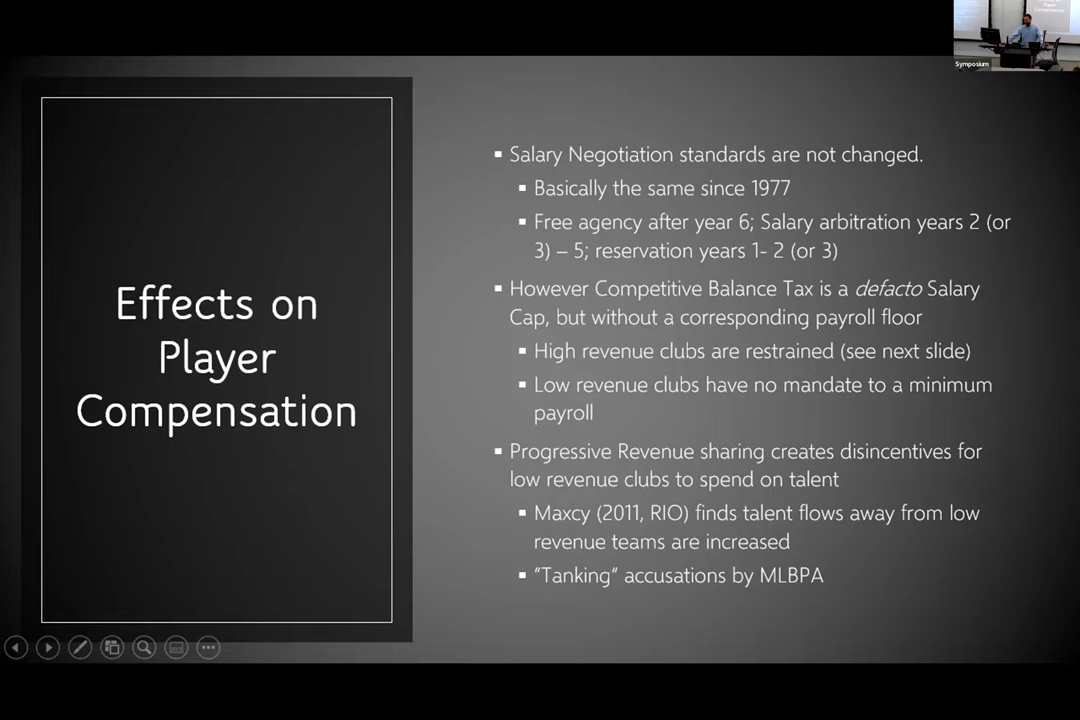 Effects on
Player
Compensation
▪ Salary Negotiation standards are not changed.
▪ Basically the same since 1977
▪ Free agency after year 6; Salary arbitration years 2 (or
3) – 5; reservation years 1- 2 (or 3)
▪ However Competitive Balance Tax is a defacto Salary
Cap, but without a corresponding payroll floor
▪ High revenue clubs are restrained (see next slide)
▪ Low revenue clubs have no mandate to a minimum
payroll
▪ Progressive Revenue sharing creates disincentives for
low revenue clubs to spend on talent
▪ Maxcy (2011, RIO) finds talent flows away from low
revenue teams are increased
▪ “Tanking” accusations by MLBPA
Symposium